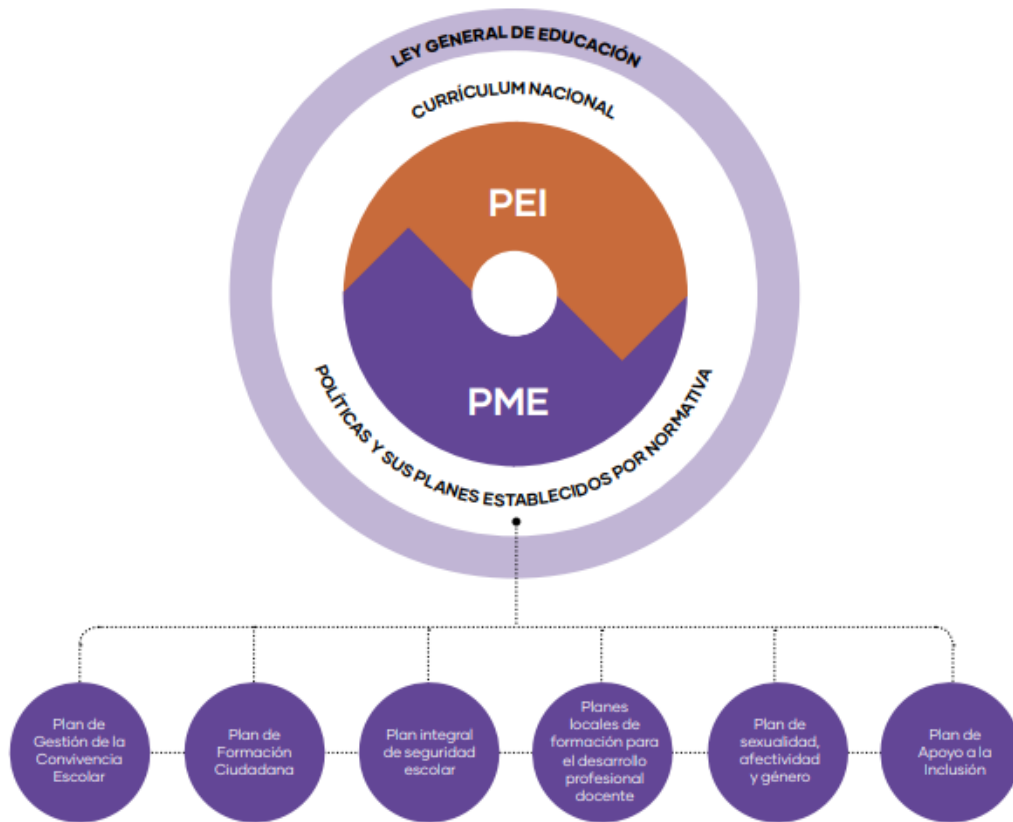 LEY GENERAL DE EDUCACIÓN
CURRÍCULUM NACIONAL
PEI
PME
POLÍTICAS Y SUS PLANES ESTABLECIDOS POR NORMATIVA
Plan de
Gestión de la
Convivencia
Escolar
Plan de
Formación
Ciudadana
Plan integral
de seguridad
escolar
Planes
locales de
formación para
el desarrollo
profesional
docente
Plan de
sexualidad,
afectividad
y género
Plan de
Apoyo a la
Inclusión